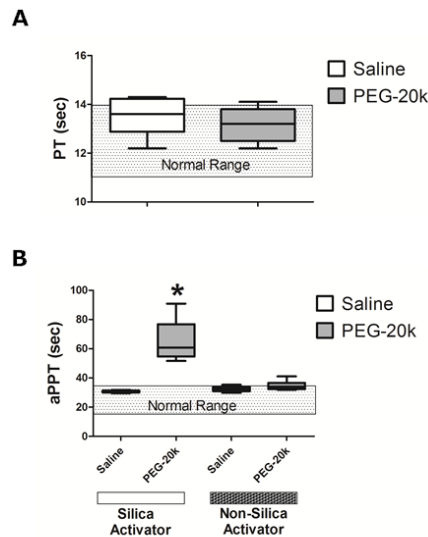 A
16
14
12
10
PT (sec)
Normal Range
Saline
PEG-20k
B
100
80
60
40
20
0
aPPT (sec)
*
Normal Range
Saline
PEG-20k
Saline PEG-20k Saline PEG-20k
Silica Non-Silica
Activator Activator